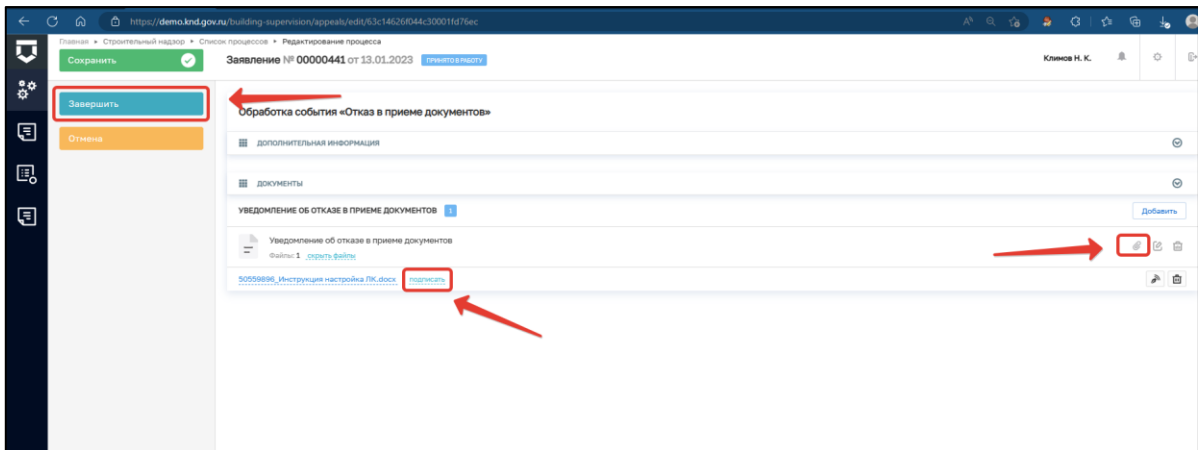 https://demo.knd.gov.ru/building-supervision/appeals/edit/63c14626f044c30001fd76ec
Главная ▸ Строительный надзор ▸ Список процессов ▸ Редактирование процесса
Сохранить
Заявление № 00000441 от 13.01.2023 ПРИНЯТО В РАБОТУ
Климов Н. К.
Завершить
Отмена
Обработка события «Отказ в приеме документов»
ДОПОЛНИТЕЛЬНАЯ ИНФОРМАЦИЯ
ДОКУМЕНТЫ
УВЕДОМЛЕНИЕ ОБ ОТКАЗЕ В ПРИЕМЕ ДОКУМЕНТОВ 1
Добавить
Уведомление об отказе в приеме документов
Файлы: 1 скрыть файлы
50559896_Инструкция настройка ЛК.docx подписать